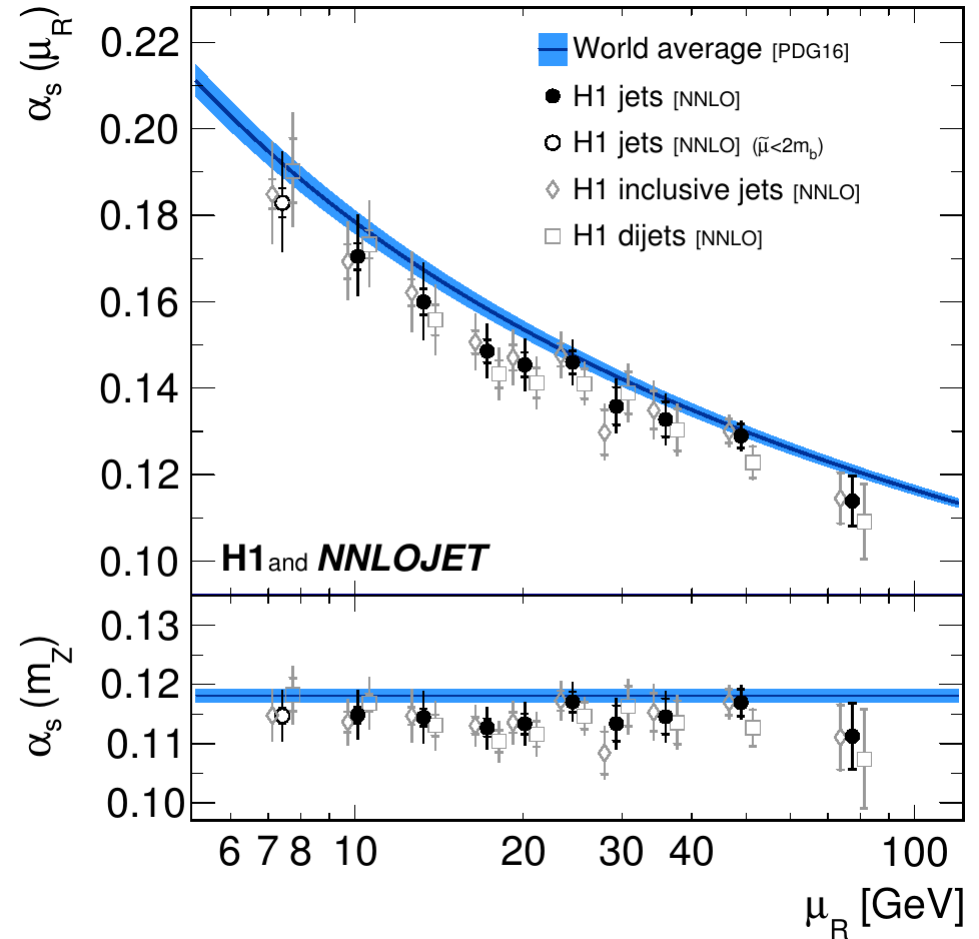 α_s (μ_R)
0.22
0.20
0.18
0.16
0.14
0.12
0.10
World average [PDG16]
H1 jets [NNLO]
H1 jets [NNLO] (μ̃<2m_b)
H1 inclusive jets [NNLO]
H1 dijets [NNLO]
H1 and NNLOJET
α_s (m_Z)
0.13
0.12
0.11
0.10
6 7 8 10 20 30 40 100
μ_R [GeV]